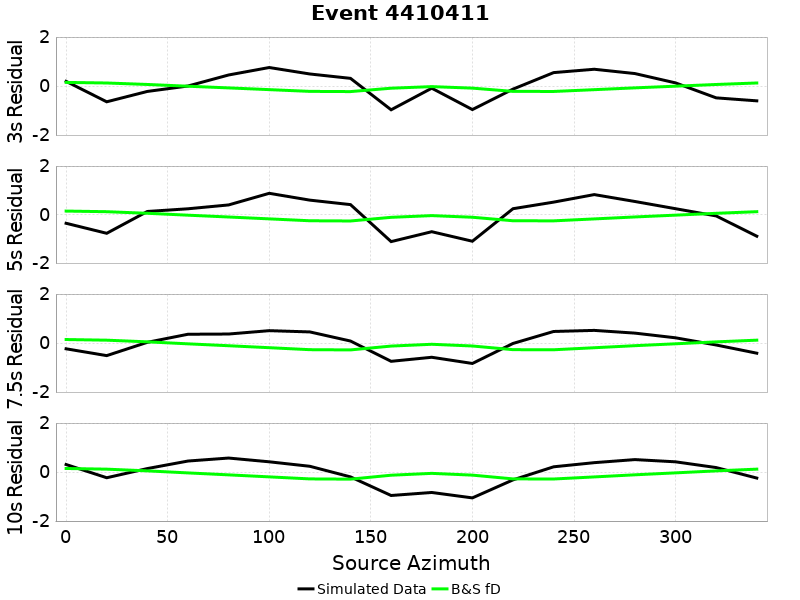 Event 4410411
3s Residual
2
0
-2
5s Residual
2
0
-2
7.5s Residual
2
0
-2
10s Residual
2
0
-2
0 50 100 150 200 250 300
Source Azimuth
Simulated Data B&S fD